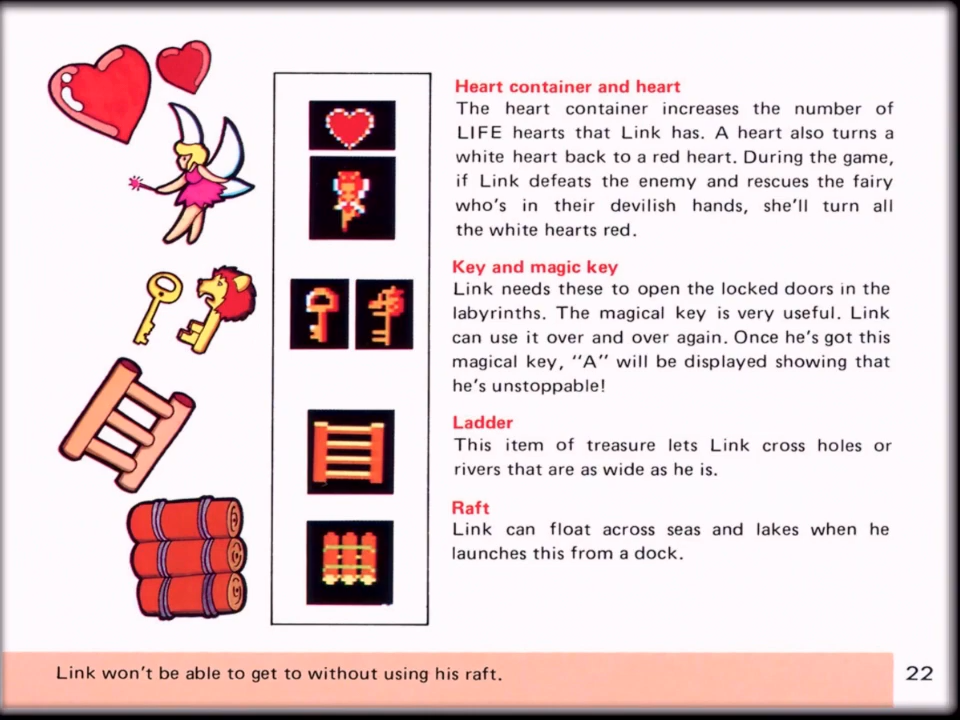 Heart container and heart
The heart container increases the number of
LIFE hearts that Link has. A heart also turns a
white heart back to a red heart. During the game,
if Link defeats the enemy and rescues the fairy
who's in their devilish hands, she'll turn all
the white hearts red.
Key and magic key
Link needs these to open the locked doors in the
labyrinths. The magical key is very useful. Link
can use it over and over again. Once he's got this
magical key, "A" will be displayed showing that
he's unstoppable!
Ladder
This item of treasure lets Link cross holes or
rivers that are as wide as he is.
Raft
Link can float across seas and lakes when he
launches this from a dock.
Link won't be able to get to without using his raft.
22